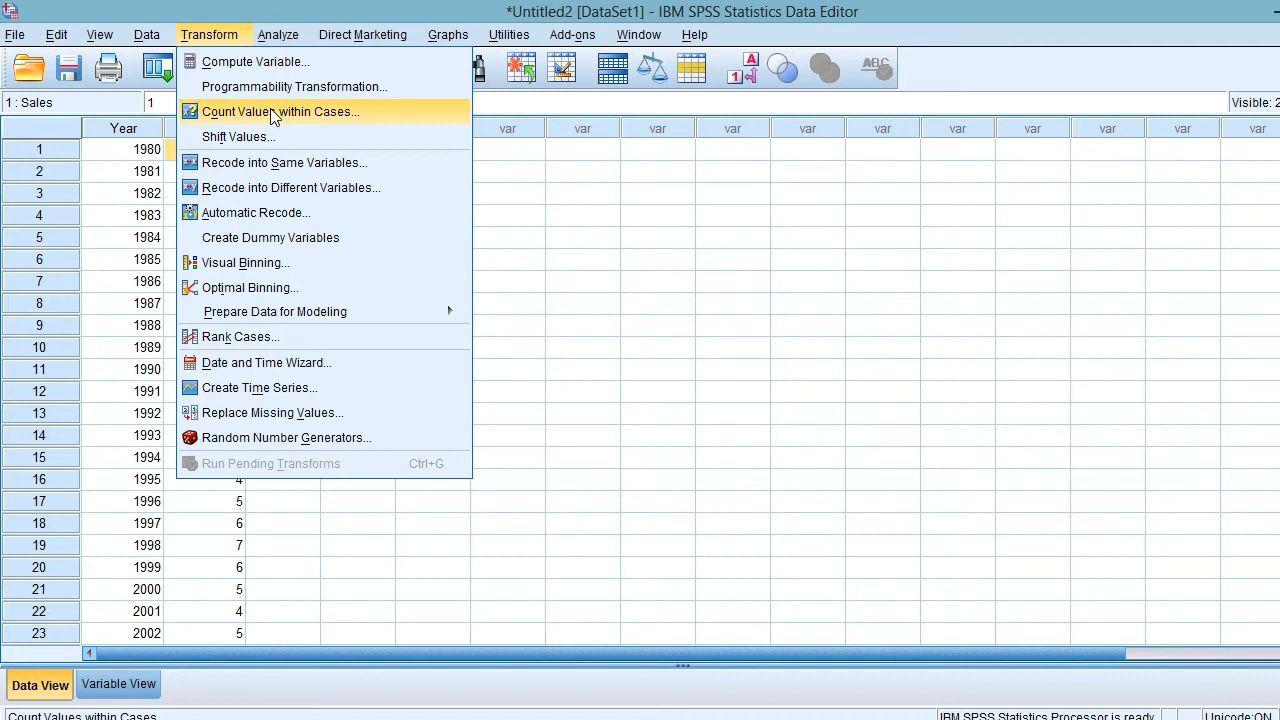 *Untitled2 [DataSet1] - IBM SPSS Statistics Data Editor
File Edit View Data Transform Analyze Direct Marketing Graphs Utilities Add-ons Window Help
1 : Sales 1 Visible: 2
Compute Variable...
Programmability Transformation...
Count Values within Cases...
Shift Values...
Recode into Same Variables...
Recode into Different Variables...
Automatic Recode...
Create Dummy Variables
Visual Binning...
Optimal Binning...
Prepare Data for Modeling
Rank Cases...
Date and Time Wizard...
Create Time Series...
Replace Missing Values...
Random Number Generators...
Run Pending Transforms Ctrl+G
A
1
ABC
Year var var var var var var var var var var var
1 1980
2 1981
3 1982
4 1983
5 1984
6 1985
7 1986
8 1987
9 1988
10 1989
11 1990
12 1991
13 1992
14 1993
15 1994
16 1995 4
17 1996 5
18 1997 6
19 1998 7
20 1999 6
21 2000 5
22 2001 4
23 2002 5
Data View Variable View
Count Values within Cases IBM SPSS Statistics Processor is ready Unicode:ON